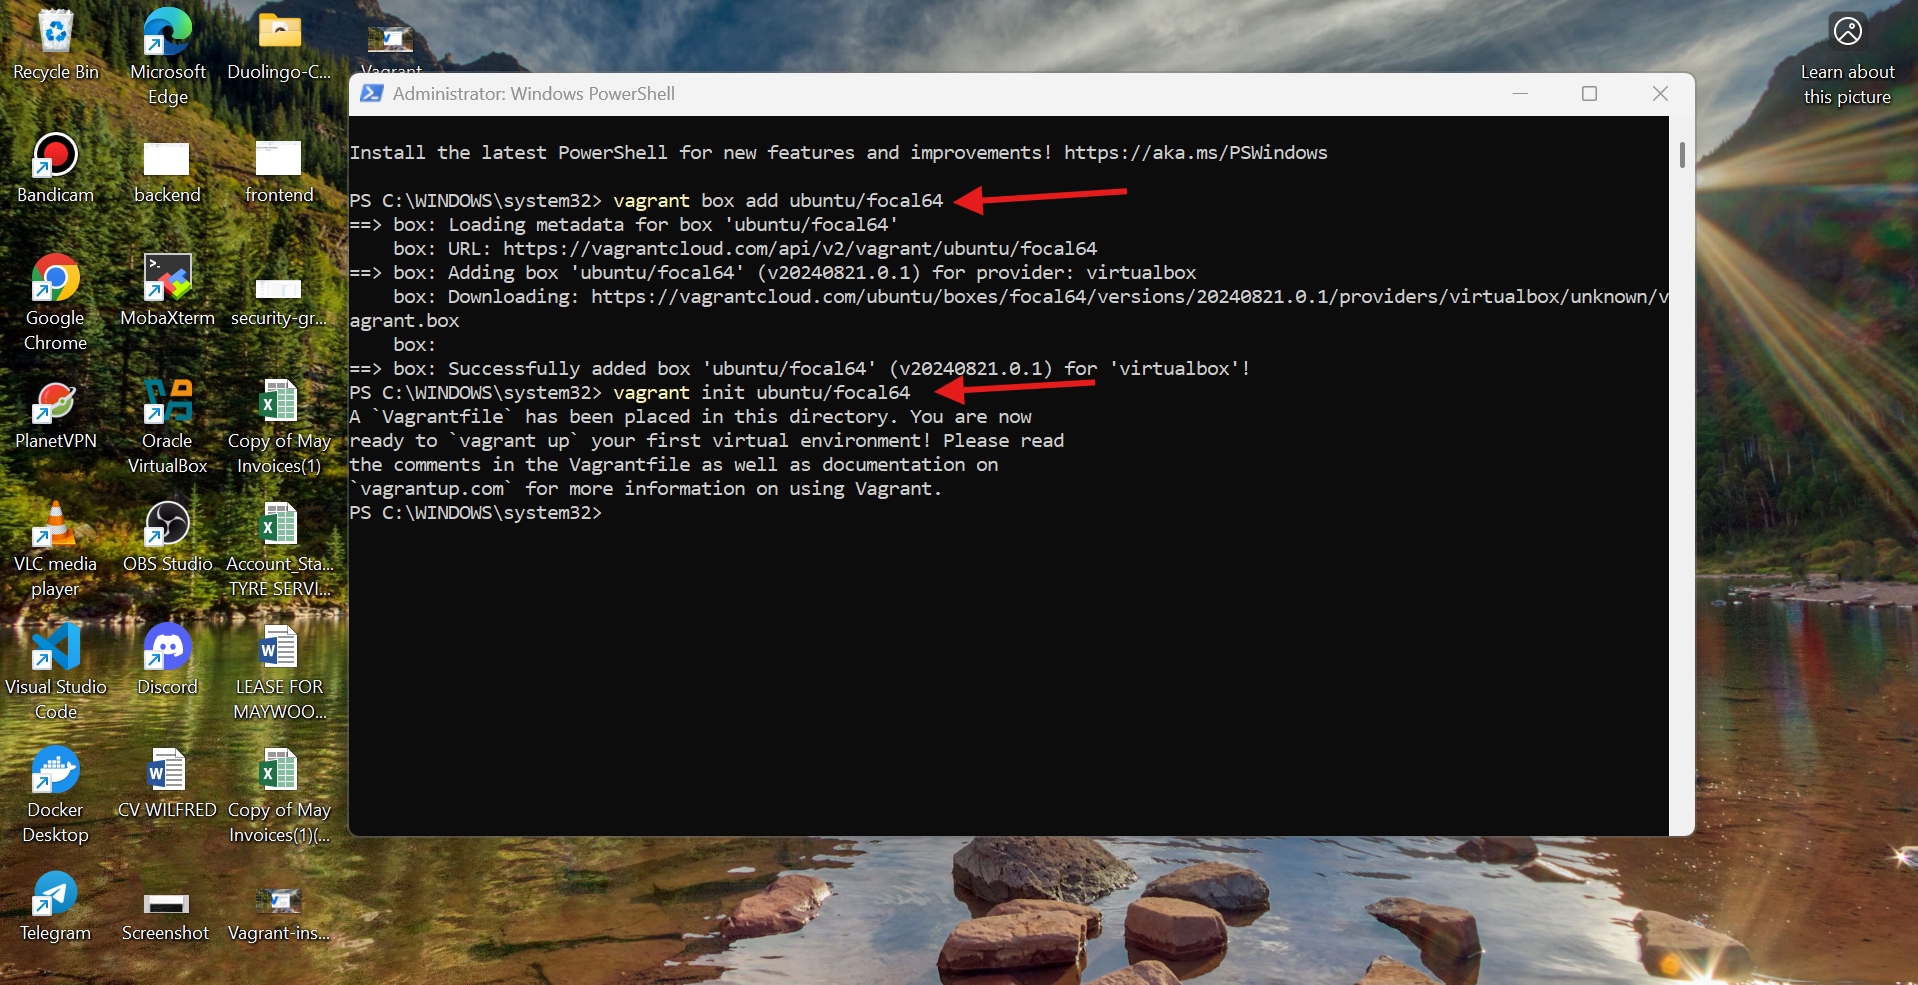 Recycle Bin
Microsoft
Edge
Duolingo-C...
Vagrant
Learn about
this picture
Bandicam
backend
frontend
Google
Chrome
MobaXterm
security-gr...
PlanetVPN
Oracle
VirtualBox
Copy of May
Invoices(1)
VLC media
player
OBS Studio
Account_Sta...
TYRE SERVI...
Visual Studio
Code
Discord
LEASE FOR
MAYWOO...
Docker
Desktop
CV WILFRED
Copy of May
Invoices(1)(...
Telegram
Screenshot
Vagrant-ins...
Administrator: Windows PowerShell
Install the latest PowerShell for new features and improvements! https://aka.ms/PSWindows
PS C:\WINDOWS\system32> vagrant box add ubuntu/focal64
==> box: Loading metadata for box 'ubuntu/focal64'
box: URL: https://vagrantcloud.com/api/v2/vagrant/ubuntu/focal64
==> box: Adding box 'ubuntu/focal64' (v20240821.0.1) for provider: virtualbox
box: Downloading: https://vagrantcloud.com/ubuntu/boxes/focal64/versions/20240821.0.1/providers/virtualbox/unknown/v
agrant.box
box:
==> box: Successfully added box 'ubuntu/focal64' (v20240821.0.1) for 'virtualbox'!
PS C:\WINDOWS\system32> vagrant init ubuntu/focal64
A `Vagrantfile` has been placed in this directory. You are now
ready to `vagrant up` your first virtual environment! Please read
the comments in the Vagrantfile as well as documentation on
`vagrantup.com` for more information on using Vagrant.
PS C:\WINDOWS\system32>